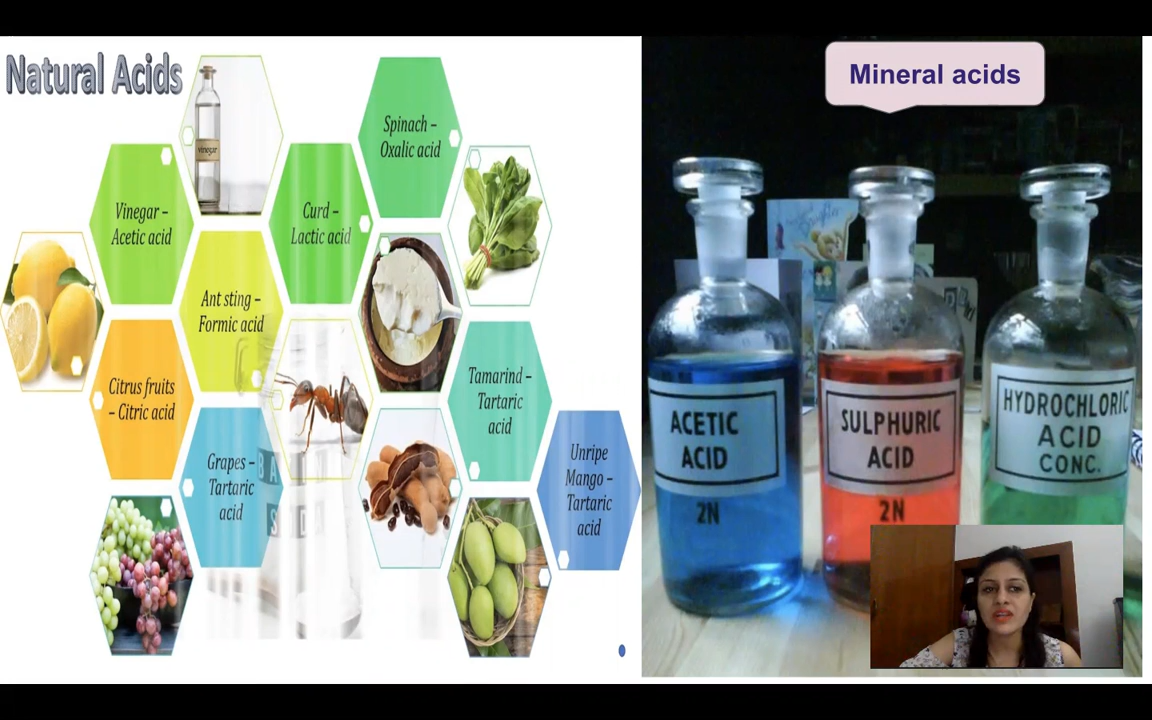 Natural Acids
vinegar
Spinach –
Oxalic acid
Vinegar –
Acetic acid
Curd –
Lactic acid
Ant sting –
Formic acid
Citrus fruits
– Citric acid
Tamarind –
Tartaric
acid
Grapes –
Tartaric
acid
Unripe
Mango –
Tartaric
acid
Mineral acids
ACETIC
ACID
2N
SULPHURIC
ACID
2N
HYDROCHLORIC
ACID
CONC.